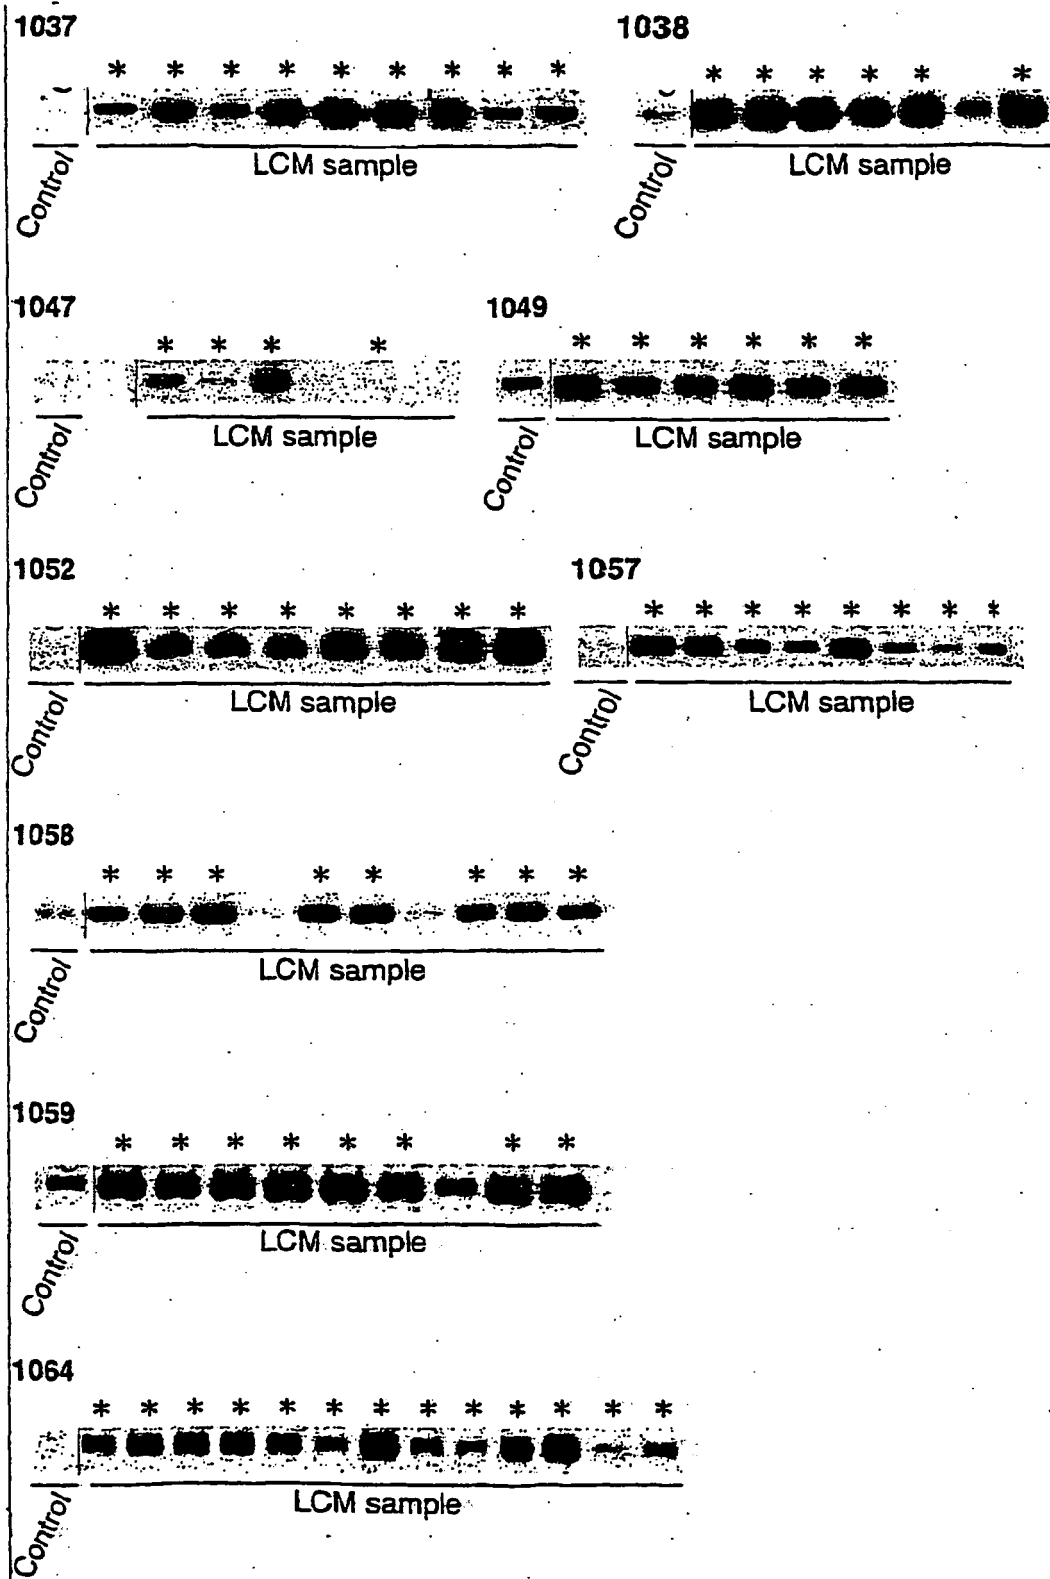 1037
* * * * * * * * *
Control
LCM sample
1038
* * * * * *
Control
LCM sample
1047
* * * *
Control
LCM sample
1049
* * * * * *
Control
LCM sample
1052
* * * * * * * *
Control
LCM sample
1057
* * * * * * * *
Control
LCM sample
1058
* * * * * * * *
Control
LCM sample
1059
* * * * * * * *
Control
LCM sample
1064
* * * * * * * * * * * * *
Control
LCM sample